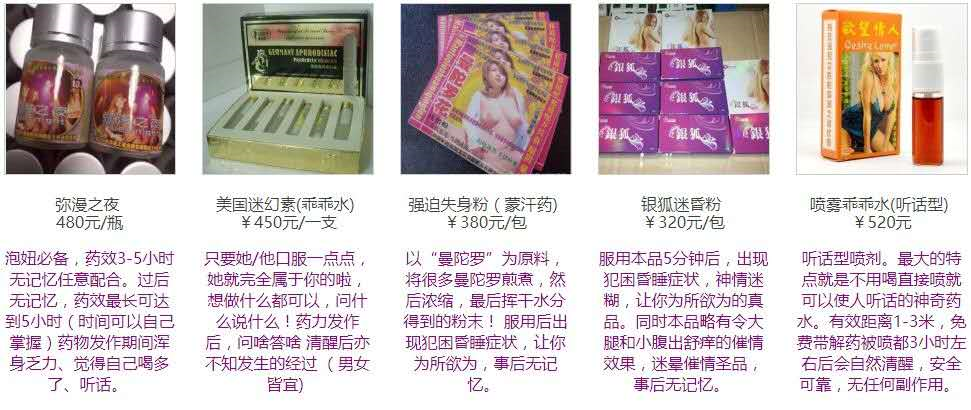 弥漫之夜
480元/瓶
泡妞必备，药效3-5小时
无记忆任意配合。过后
无记忆，药效最长可达
到5小时（时间可以自己
掌握）药物发作期间浑
身乏力、觉得自己喝多
了、听话。
GERMANY APHRODISIAC
美国迷幻素(乖乖水)
￥450元/一支
只要她/他口服一点点，
她就完全属于你的啦，
想做什么都可以，问什
么说什么！药力发作
后，问啥答啥 清醒后亦
不知发生的经过（男女
皆宜)
强迫失身粉（蒙汗药)
￥380元/包
以“曼陀罗”为原料，
将很多曼陀罗煎煮，然
后浓缩，最后挥干水分
得到的粉末！ 服用后出
现犯困昏睡症状，让你
为所欲为，事后无记
忆。
銀狐
銀狐
銀狐
銀狐
银狐迷昏粉
￥320元/包
服用本品5分钟后，出现
犯困昏睡症状，神情迷
糊，让你为所欲为的真
品。同时本品略有令大
腿和小腹出舒痒的催情
效果，迷晕催情圣品，
事后无记忆。
慾望情人
Desire Lover
喷雾乖乖水(听话型)
￥520元
听话型喷剂。最大的特
点就是不用喝直接喷就
可以使人听话的神奇药
水。有效距离1-3米，免
费带解药被喷都3小时左
右后会自然清醒，安全
可靠，无任何副作用。